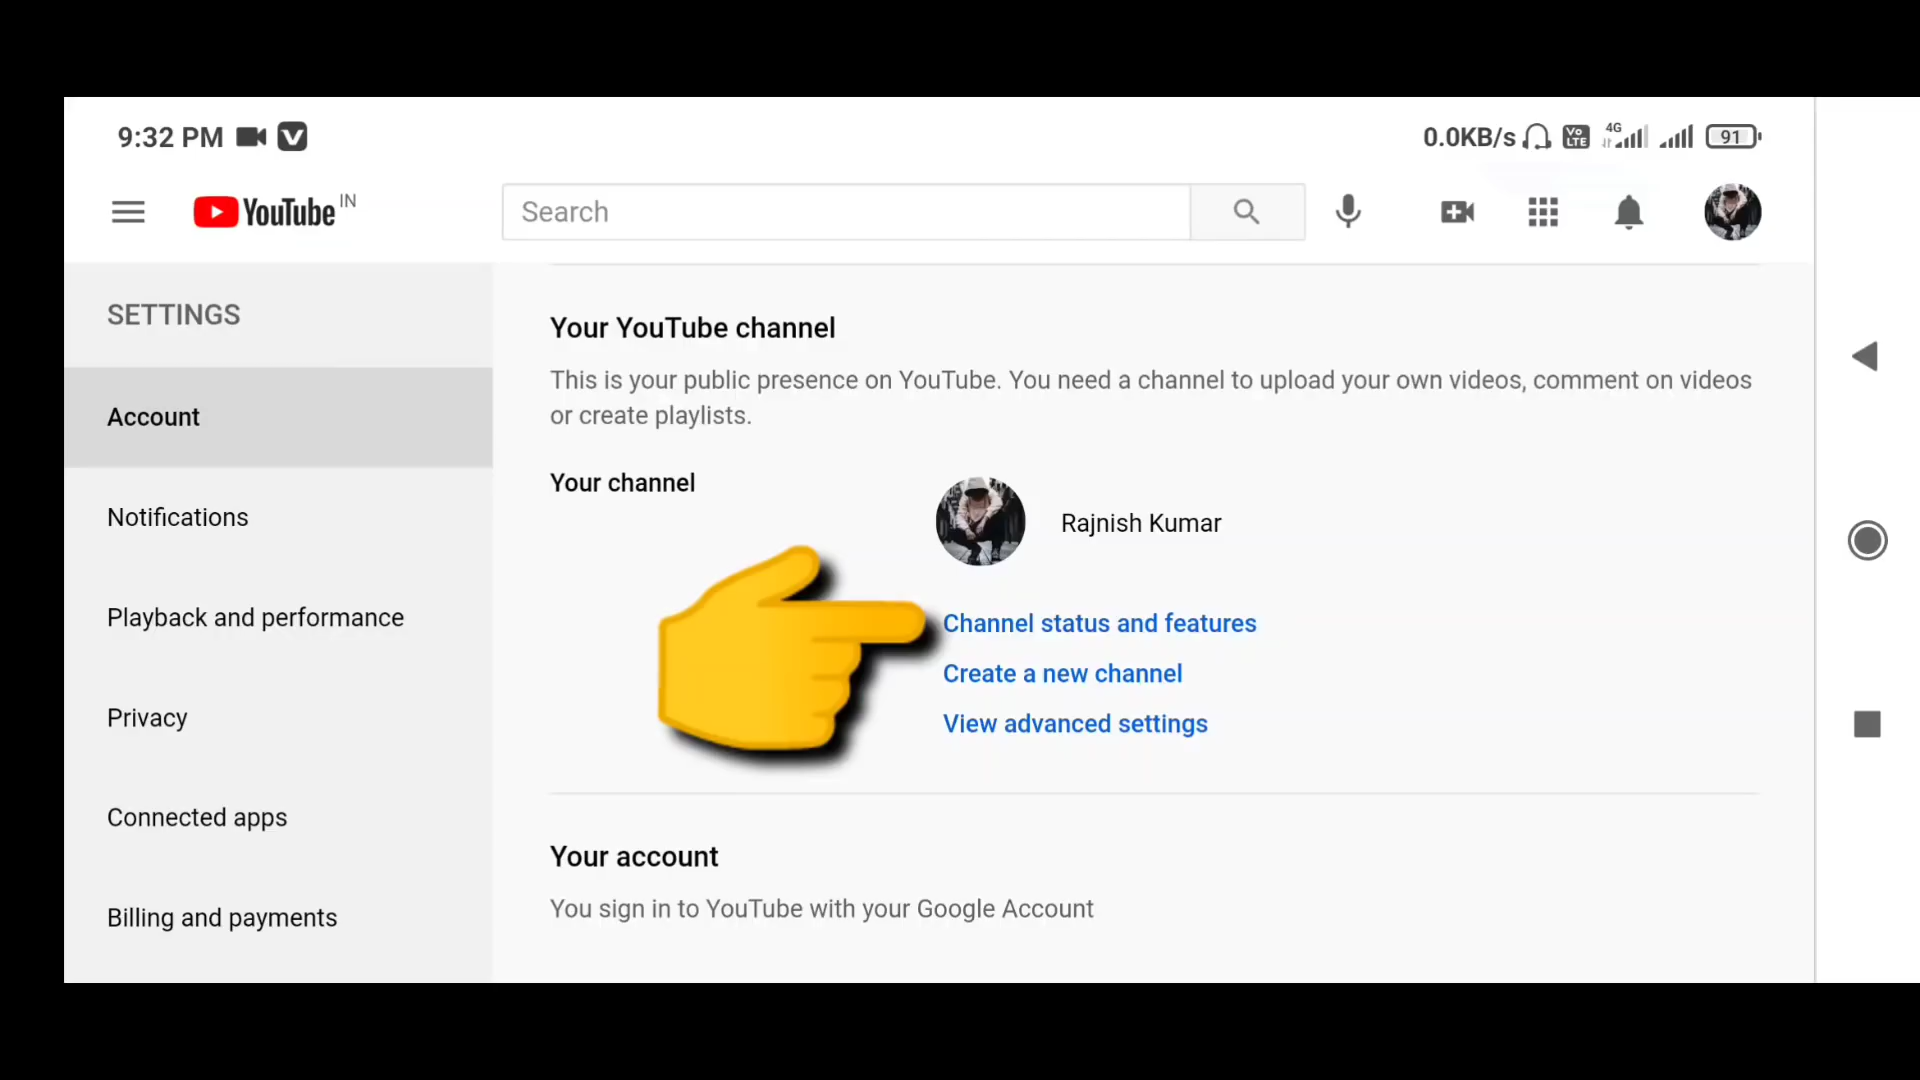 9:32 PM
0.0KB/s
Vo LTE
4G
91
YouTube IN
Search
SETTINGS
Account
Notifications
Playback and performance
Privacy
Connected apps
Billing and payments
Your YouTube channel
This is your public presence on YouTube. You need a channel to upload your own videos, comment on videos
or create playlists.
Your channel
Rajnish Kumar
Channel status and features
Create a new channel
View advanced settings
Your account
You sign in to YouTube with your Google Account